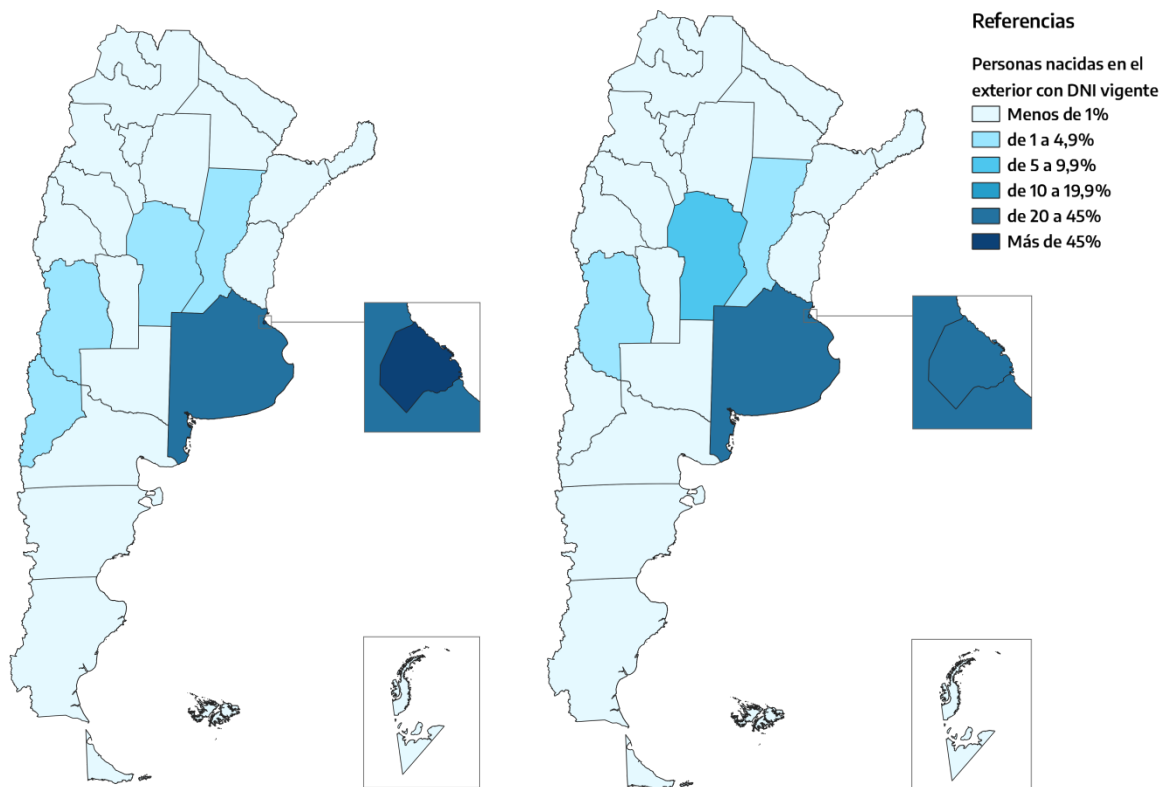 Referencias
Personas nacidas en el
exterior con DNI vigente
Menos de 1%
de 1 a 4,9%
de 5 a 9,9%
de 10 a 19,9%
de 20 a 45%
Más de 45%